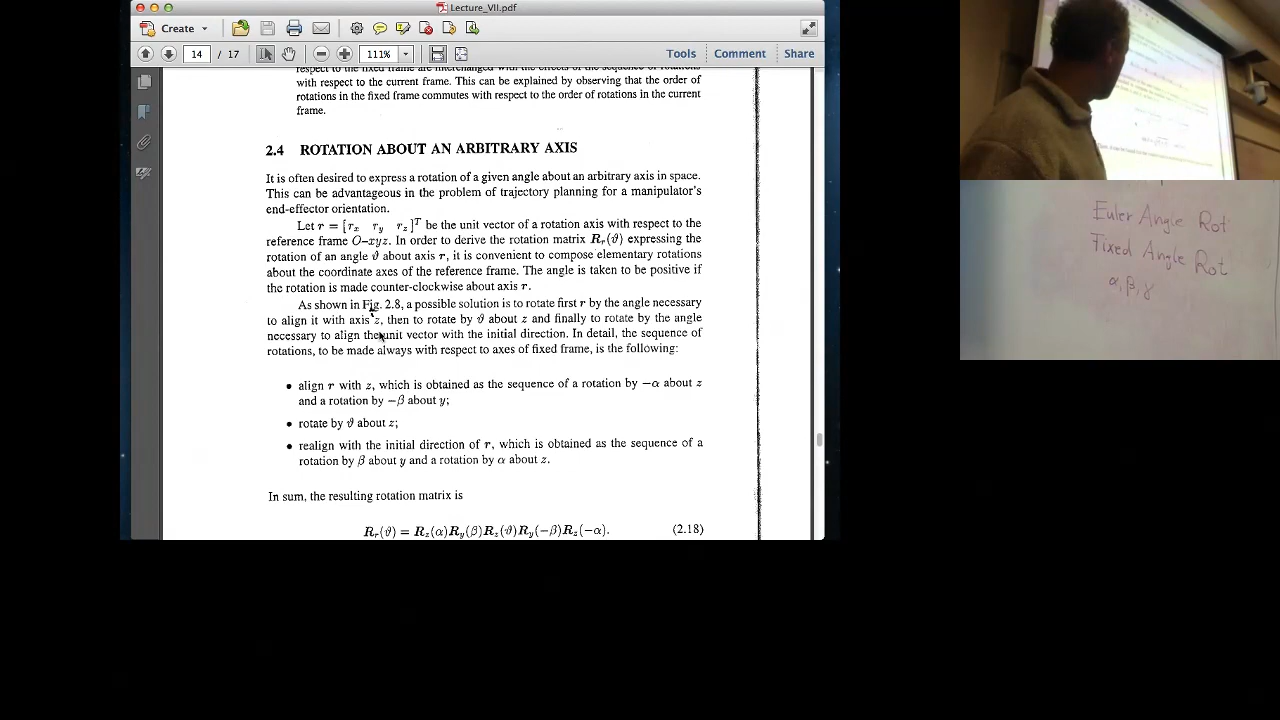 Lecture_VII.pdf
Create
14 / 17
111%
Tools Comment Share
respect to the fixed frame are interchanged with the effects of the sequence of rotations
with respect to the current frame. This can be explained by observing that the order of
rotations in the fixed frame commutes with respect to the order of rotations in the current
frame.
2.4 ROTATION ABOUT AN ARBITRARY AXIS
It is often desired to express a rotation of a given angle about an arbitrary axis in space.
This can be advantageous in the problem of trajectory planning for a manipulator's
end-effector orientation.
Let r = [rx ry rz]^T be the unit vector of a rotation axis with respect to the
reference frame O–xyz. In order to derive the rotation matrix Rr(ϑ) expressing the
rotation of an angle ϑ about axis r, it is convenient to compose elementary rotations
about the coordinate axes of the reference frame. The angle is taken to be positive if
the rotation is made counter-clockwise about axis r.
As shown in Fig. 2.8, a possible solution is to rotate first r by the angle necessary
to align it with axis z, then to rotate by ϑ about z and finally to rotate by the angle
necessary to align the unit vector with the initial direction. In detail, the sequence of
rotations, to be made always with respect to axes of fixed frame, is the following:
• align r with z, which is obtained as the sequence of a rotation by −α about z
and a rotation by −β about y;
• rotate by ϑ about z;
• realign with the initial direction of r, which is obtained as the sequence of a
rotation by β about y and a rotation by α about z.
In sum, the resulting rotation matrix is
Rr(ϑ) = Rz(α)Ry(β)Rz(ϑ)Ry(−β)Rz(−α). (2.18)
Euler Angle Rot
Fixed Angle Rot
α, β, γ